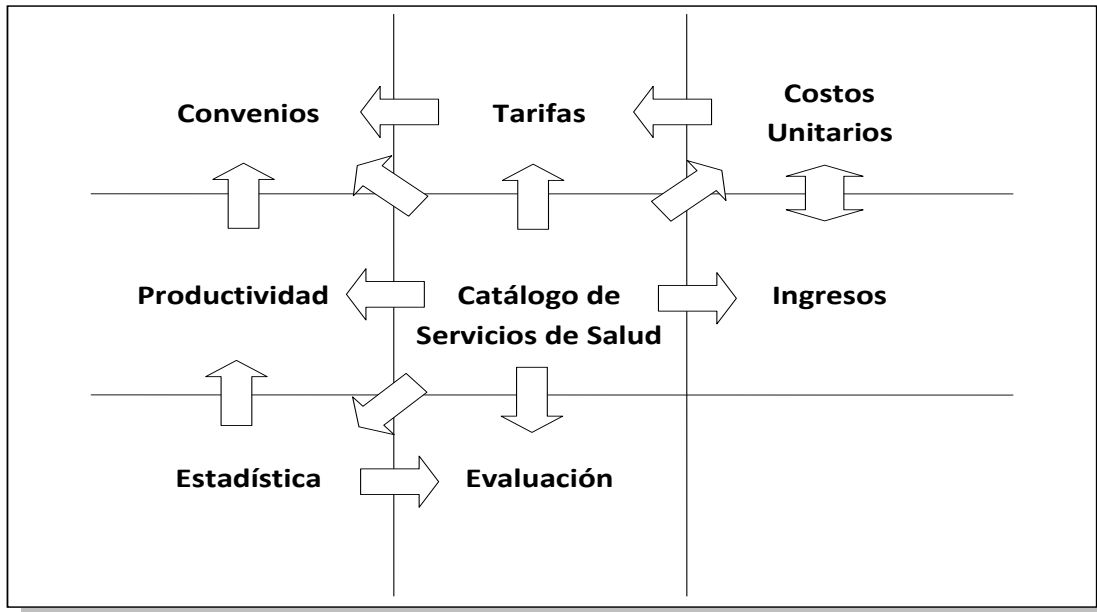 Convenios
Tarifas
Costos
Unitarios
Productividad
Catálogo de
Servicios de Salud
Ingresos
Estadística
Evaluación